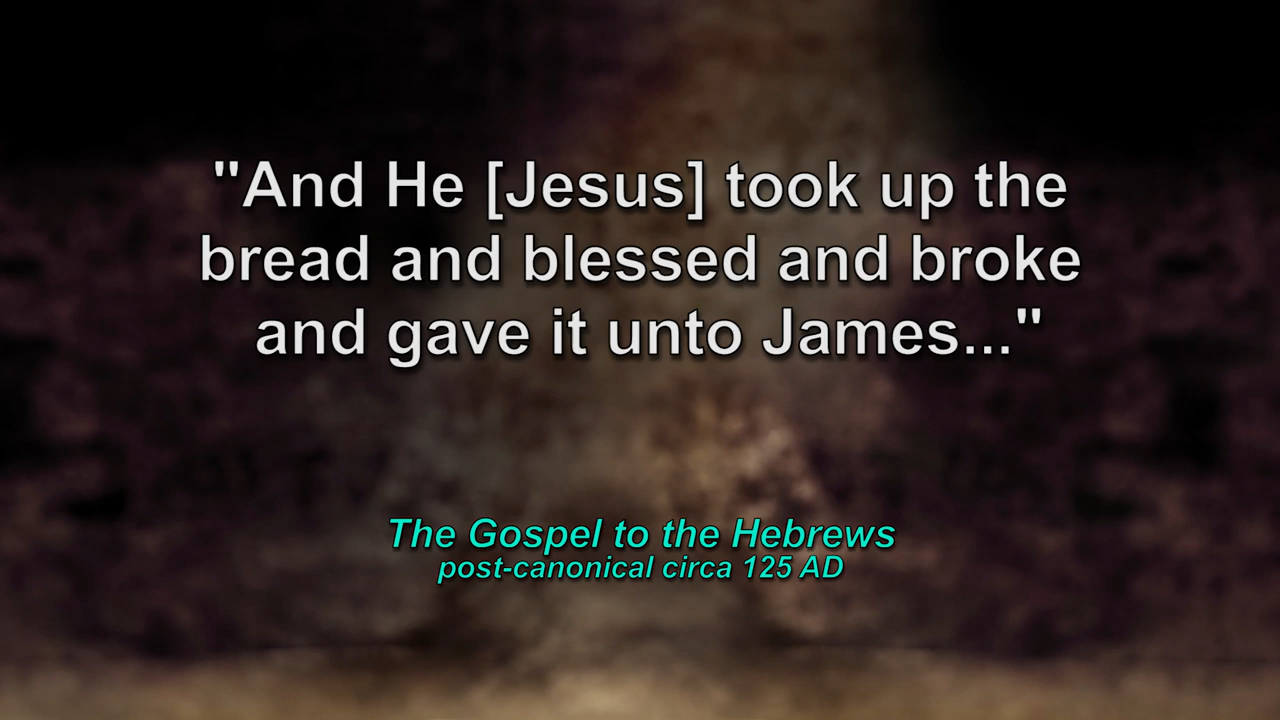 "And He [Jesus] took up the
bread and blessed and broke
and gave it unto James..."
The Gospel to the Hebrews
post-canonical circa 125 AD